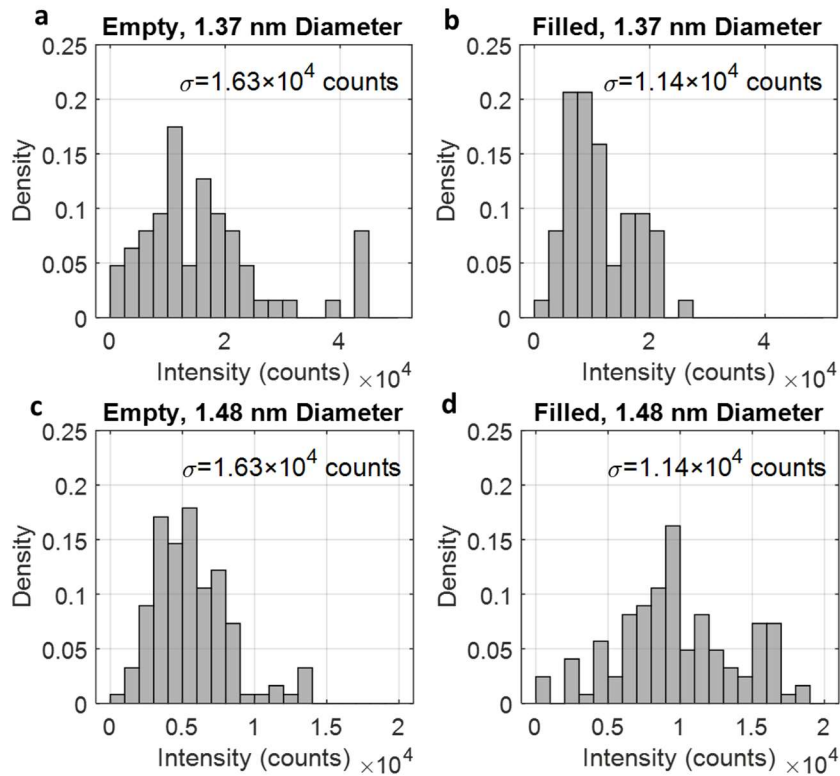 a
Empty, 1.37 nm Diameter
σ=1.63×10⁴ counts
0.25
0.2
0.15
0.1
0.05
0
Density
0
2
4
Intensity (counts)
×10⁴
b
Filled, 1.37 nm Diameter
σ=1.14×10⁴ counts
0.25
0.2
0.15
0.1
0.05
0
Density
0
2
4
Intensity (counts)
×10⁴
c
Empty, 1.48 nm Diameter
σ=1.63×10⁴ counts
0.25
0.2
0.15
0.1
0.05
0
Density
0
0.5
1
1.5
2
Intensity (counts)
×10⁴
d
Filled, 1.48 nm Diameter
σ=1.14×10⁴ counts
0.25
0.2
0.15
0.1
0.05
0
Density
0
0.5
1
1.5
2
Intensity (counts)
×10⁴